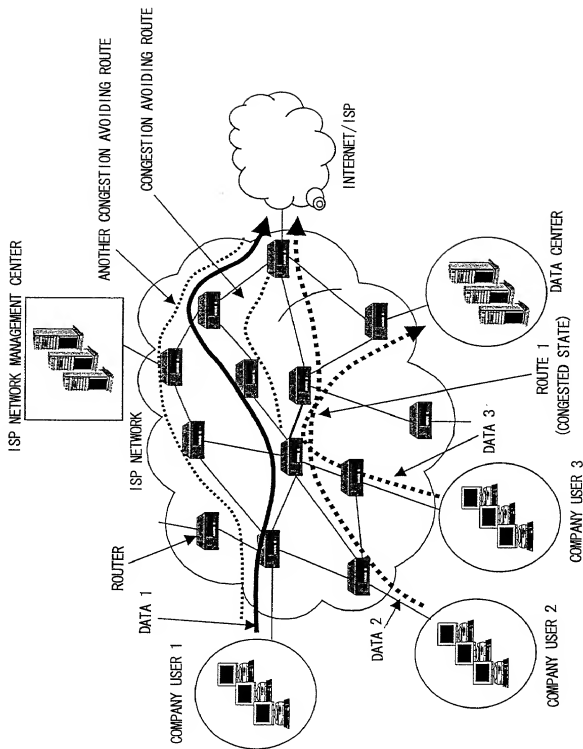 ISP NETWORK MANAGEMENT CENTER
ANOTHER CONGESTION AVOIDING ROUTE
CONGESTION AVOIDING ROUTE
ISP NETWORK
ROUTER
DATA 1
COMPANY USER 1
INTERNET/ISP
DATA CENTER
ROUTE 1
(CONGESTED STATE)
DATA 3
DATA 2
COMPANY USER 3
COMPANY USER 2